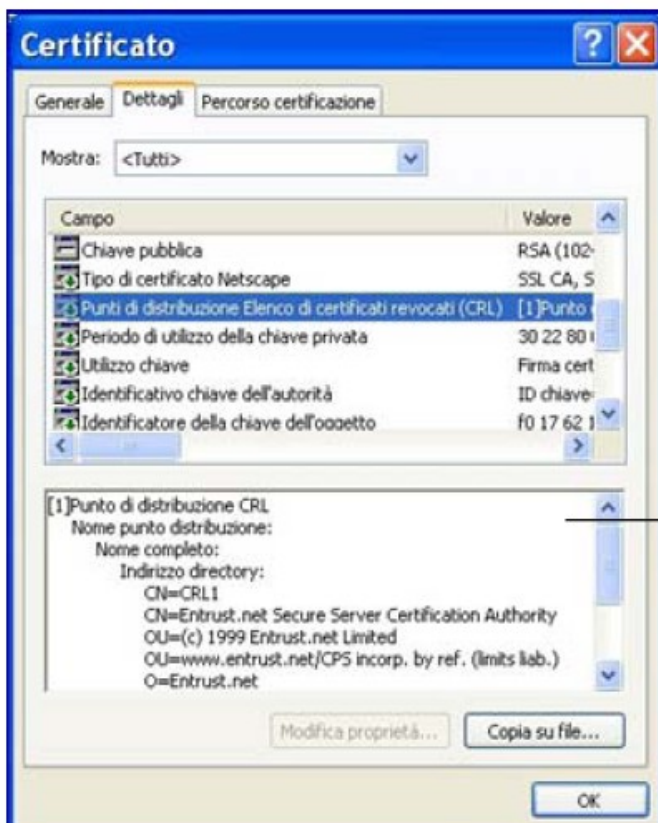 Certificato
Generale Dettagli Percorso certificazione
Mostra: <Tutti>
Campo Valore
Chiave pubblica RSA (102
Tipo di certificato Netscape SSL CA, S
Punti di distribuzione Elenco di certificati revocati (CRL) [1]Punto
Periodo di utilizzo della chiave privata 30 22 80
Utilizzo chiave Firma cert
Identificativo chiave dell'autorità ID chiave
Identificatore della chiave dell'oggetto f0 17 62 1
[1]Punto di distribuzione CRL
Nome punto distribuzione:
Nome completo:
Indirizzo directory:
CN=CRL1
CN=Entrust.net Secure Server Certification Authority
OU=(c) 1999 Entrust.net Limited
OU=www.entrust.net/CPS incorp. by ref. (limits liab.)
O=Entrust.net
Modifica proprietà... Copia su file...
OK